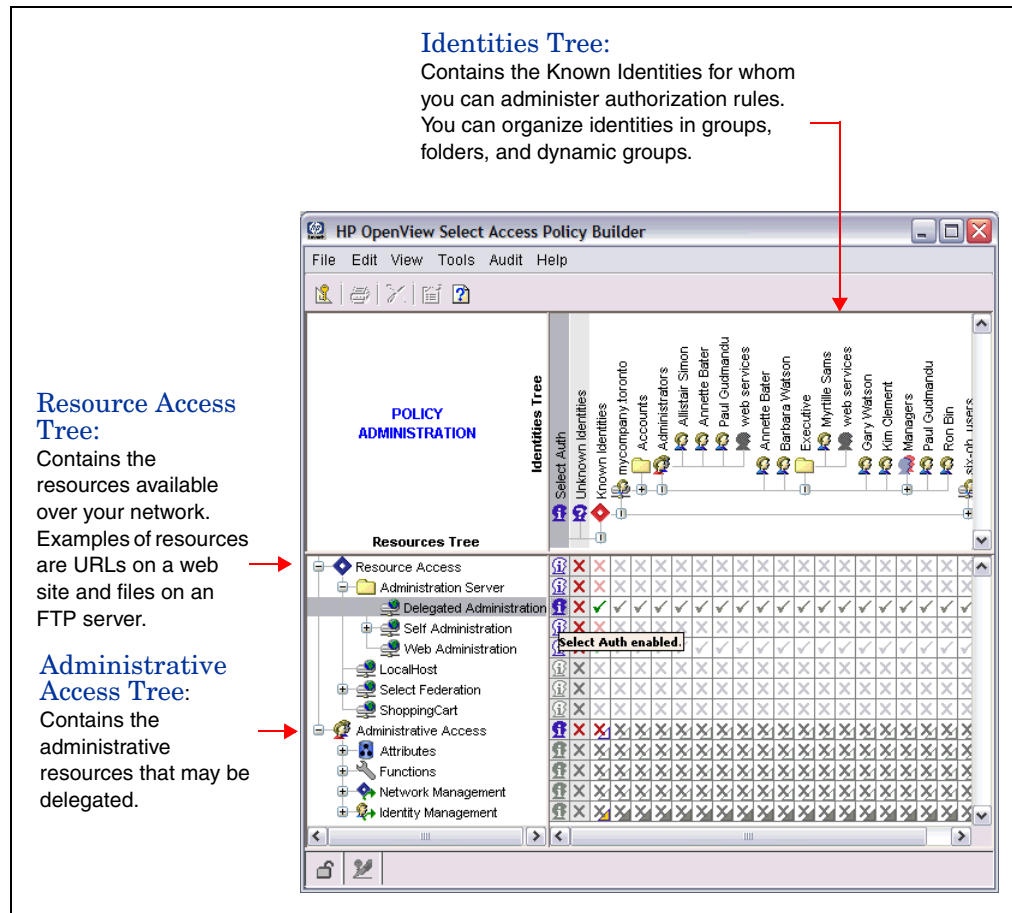 Identities Tree:
Contains the Known Identities for whom
you can administer authorization rules.
You can organize identities in groups,
folders, and dynamic groups.
Resource Access
Tree:
Contains the
resources available
over your network.
Examples of resources
are URLs on a web
site and files on an
FTP server.
Administrative
Access Tree:
Contains the
administrative
resources that may be
delegated.
HP OpenView Select Access Policy Builder
File Edit View Tools Audit Help
POLICY
ADMINISTRATION
Identities Tree
Resources Tree
Select Auth
Unknown Identities
Known Identities
mycompany.toronto
Accounts
Administrators
Allistair Simon
Annette Bater
Paul Gudmandu
web services
Annette Bater
Barbara Watson
Executive
Myrtille Sams
web services
Gary Watson
Kim Clement
Managers
Paul Gudmandu
Ron Bin
Resource Access
Administration Server
Delegated Administration
Self Administration
Select Auth enabled.
Web Administration
LocalHost
Select Federation
ShoppingCart
Administrative Access
Attributes
Functions
Network Management
Identity Management